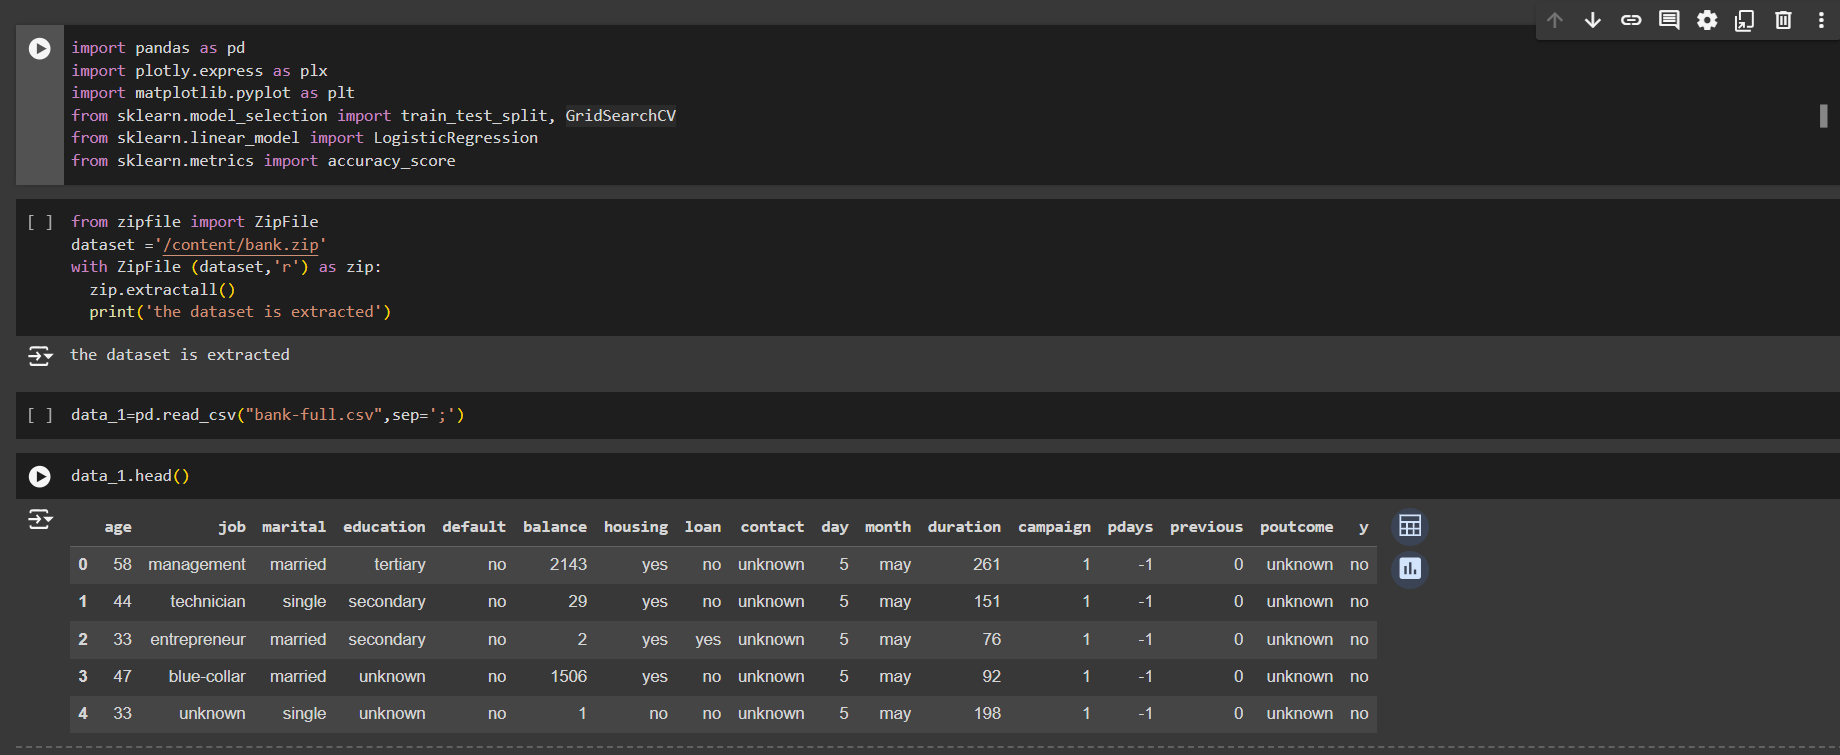 import pandas as pd
import plotly.express as plx
import matplotlib.pyplot as plt
from sklearn.model_selection import train_test_split, GridSearchCV
from sklearn.linear_model import LogisticRegression
from sklearn.metrics import accuracy_score
[ ] from zipfile import ZipFile
dataset ='/content/bank.zip'
with ZipFile (dataset,'r') as zip:
  zip.extractall()
  print('the dataset is extracted')
the dataset is extracted
[ ] data_1=pd.read_csv("bank-full.csv",sep=';')
data_1.head()
age job marital education default balance housing loan contact day month duration campaign pdays previous poutcome y
0 58 management married tertiary no 2143 yes no unknown 5 may 261 1 -1 0 unknown no
1 44 technician single secondary no 29 yes no unknown 5 may 151 1 -1 0 unknown no
2 33 entrepreneur married secondary no 2 yes yes unknown 5 may 76 1 -1 0 unknown no
3 47 blue-collar married unknown no 1506 yes no unknown 5 may 92 1 -1 0 unknown no
4 33 unknown single unknown no 1 no no unknown 5 may 198 1 -1 0 unknown no